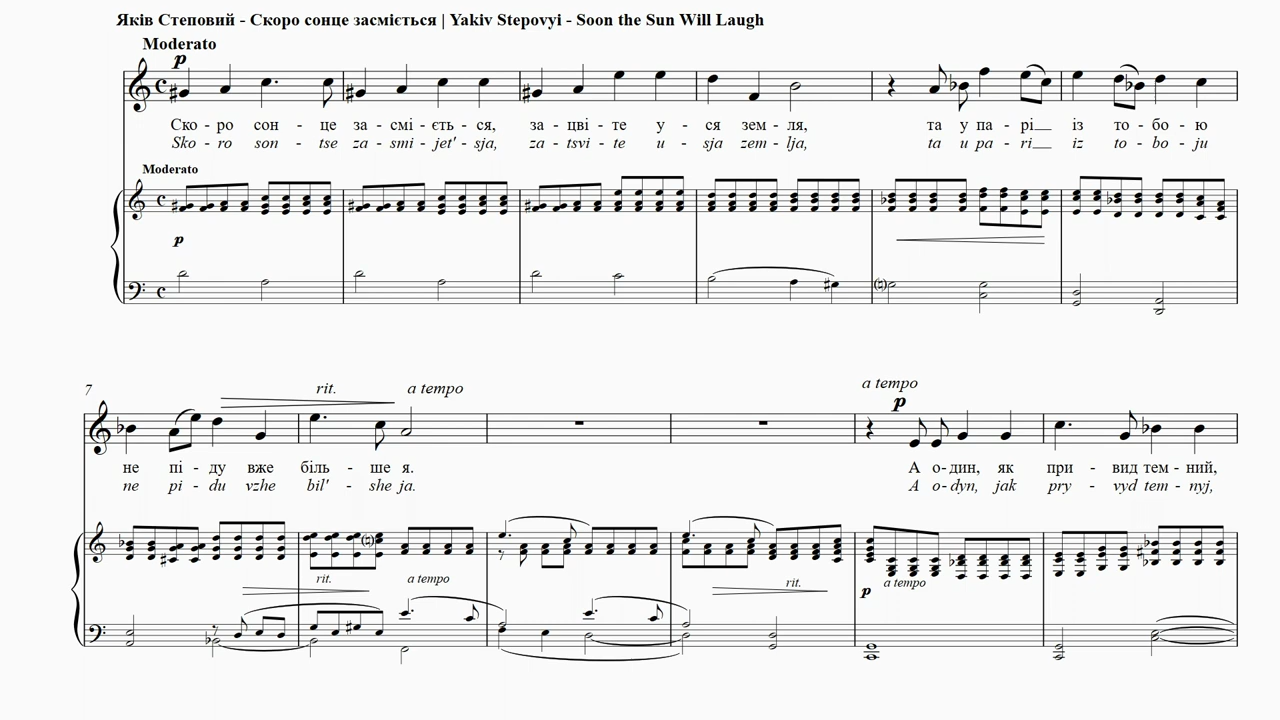 Яків Степовий - Скоро сонце засміється | Yakiv Stepovyi - Soon the Sun Will Laugh
Moderato
p
Ско - ро сон - це за - смі - єть - ся, за - цві - те у - ся зем - ля, та у па - рі__ із то - бо - ю
Sko - ro son - tse za - smi - jet' - sja, za - tsvi - te u - sja zem - lja, ta u pa - ri__ iz to - bo - ju
Moderato
p
7
rit. a tempo a tempo
p
не пі - ду вже біль - ше я. А о - дин, як при - вид тем - ний,
ne pi - du vzhe bil' - she ja. A o - dyn, jak pry - vyd tem - nyj,
rit. a tempo rit. a tempo
p